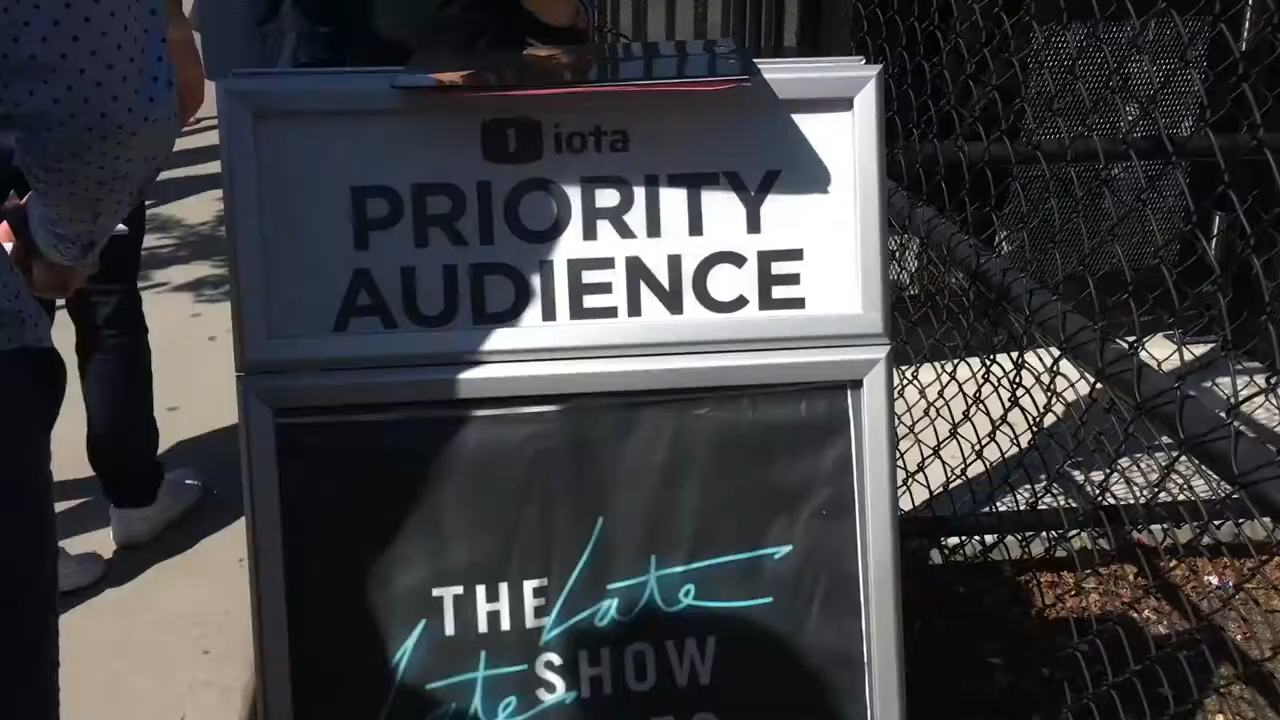 1 iota
PRIORITY
AUDIENCE
THE Late
Late SHOW